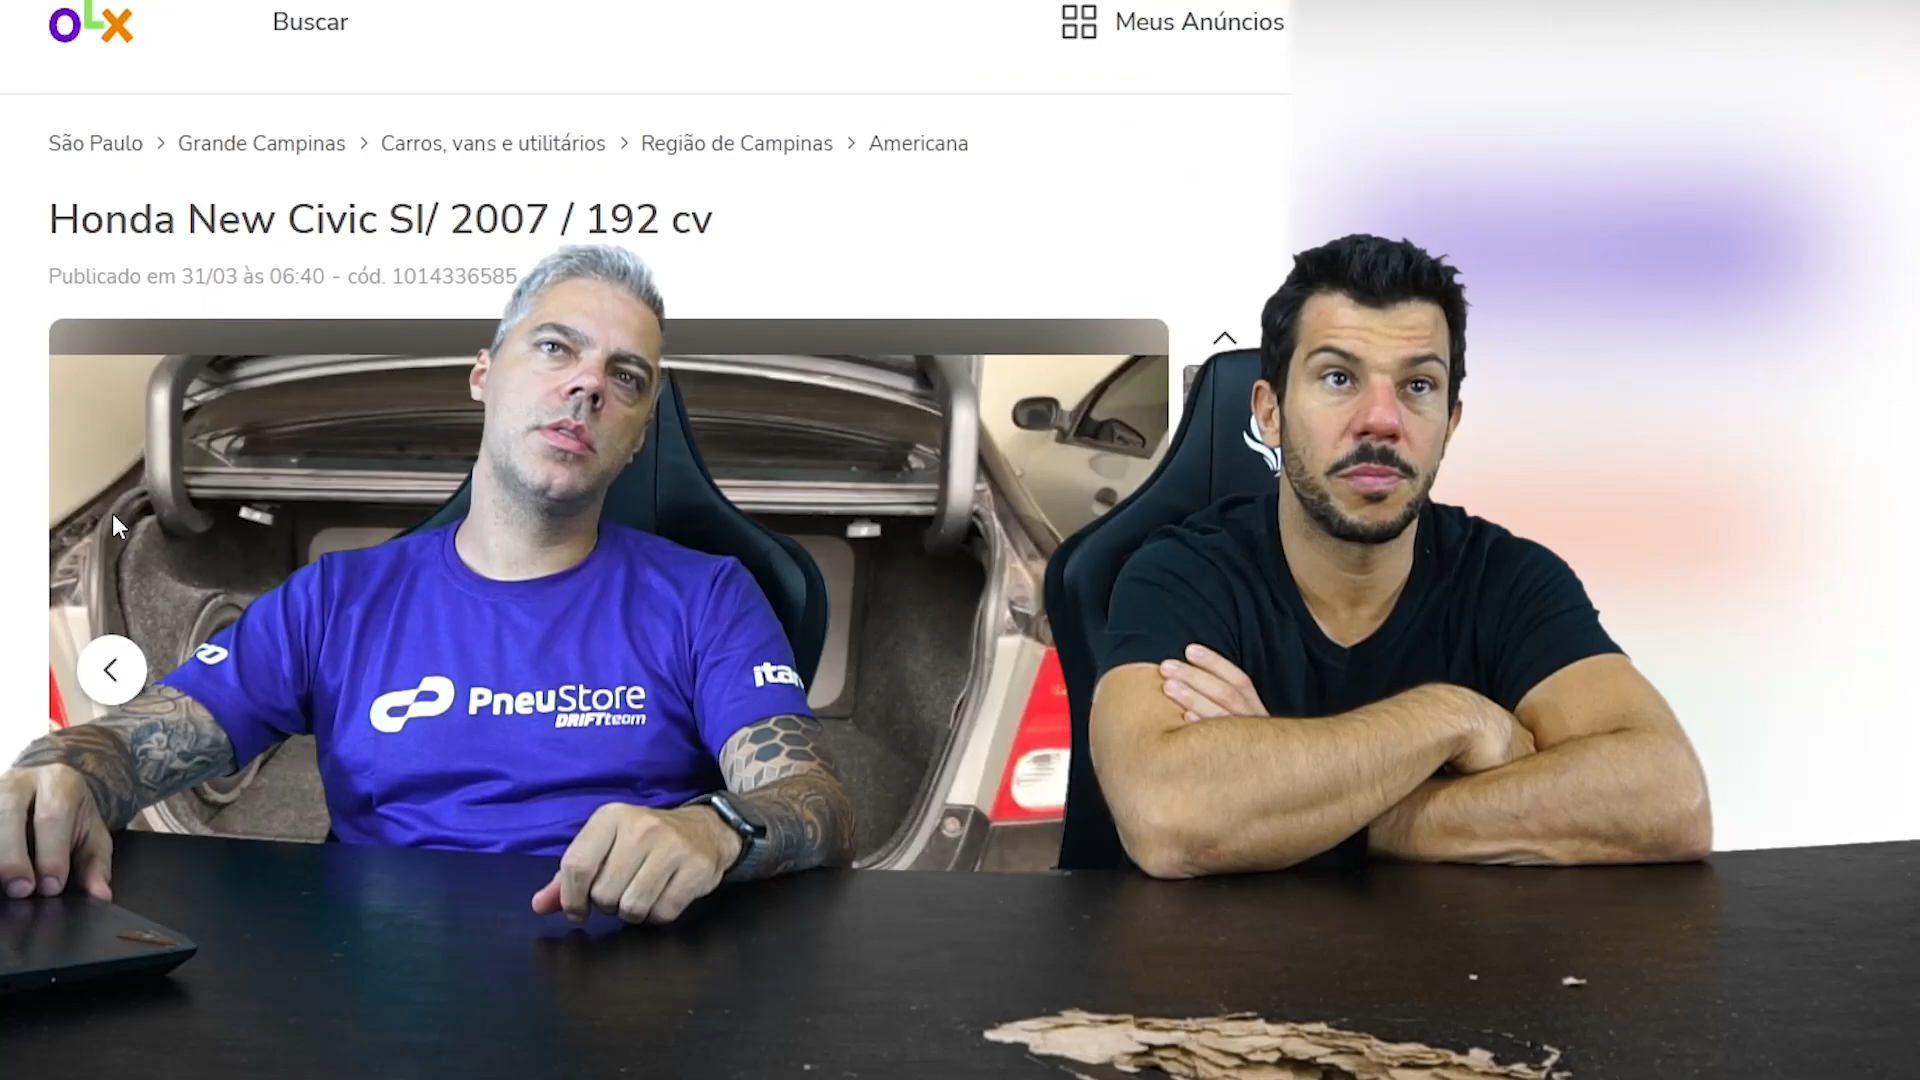 OLX
Buscar
Meus Anúncios
São Paulo > Grande Campinas > Carros, vans e utilitários > Região de Campinas > Americana
Honda New Civic SI/ 2007 / 192 cv
Publicado em 31/03 às 06:40 - cód. 1014336585
PneuStore
DRIFTteam